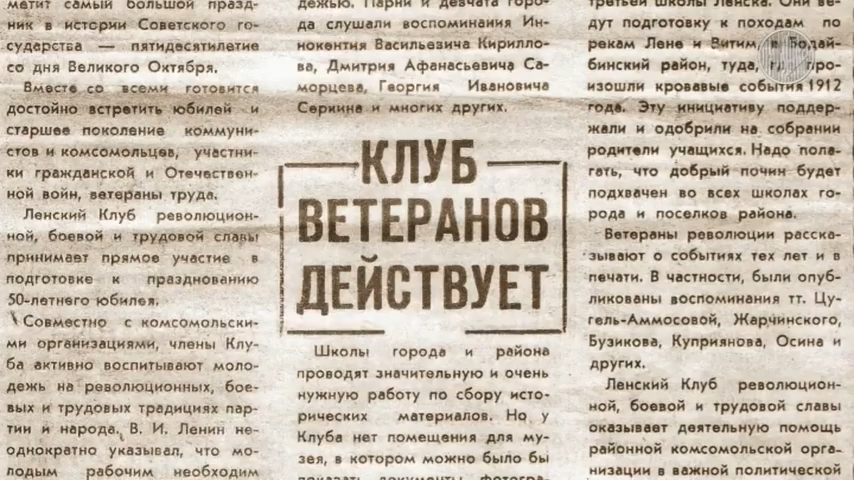 метит самый большой празд-
ник в истории Советского го-
сударства — пятидесятилетие
со дня Великого Октября.
Вместе со всеми готовится
достойно встретить юбилей и
старшее поколение коммуни-
стов и комсомольцев, участни-
ки гражданской и Отечествен-
ной войн, ветераны труда.
Ленский Клуб революцион-
ной, боевой и трудовой славы
принимает прямое участие в
подготовке к празднованию
50-летнего юбилея.
Совместно с комсомольски-
ми организациями, члены Клу-
ба активно воспитывают моло-
дежь на революционных, бое-
вых и трудовых традициях пар-
тии и народа. В. И. Ленин не-
однократно указывал, что мо-
лодым рабочим необходим
дежью. Парни и девчата горо-
да слушали воспоминания Ин-
нокентия Васильевича Кирилло-
ва, Дмитрия Афанасьевича Са-
морцева, Георгия Ивановича
Серкина и многих других.
КЛУБ
ВЕТЕРАНОВ
ДЕЙСТВУЕТ
Школы города и района
проводят значительную и очень
нужную работу по сбору исто-
рических материалов. Но у
Клуба нет помещения для му-
зея, в котором можно было бы
показать документы, фотогра-
третьей школы Ленска. Они ве-
дут подготовку к походам по
рекам Лене и Витим, в Бодай-
бинский район, туда, где про-
изошли кровавые события 1912
года. Эту инициативу поддер-
жали и одобрили на собрании
родители учащихся. Надо пола-
гать, что добрый почин будет
подхвачен во всех школах го-
рода и поселков района.
Ветераны революции расска-
зывают о событиях тех лет и в
печати. В частности, были опуб-
ликованы воспоминания тт. Цу-
гель-Аммосовой, Жарчинского,
Бузикова, Куприянова, Осина и
других.
Ленский Клуб революцион-
ной, боевой и трудовой славы
оказывает деятельную помощь
районной комсомольской орга-
низации в важной политической